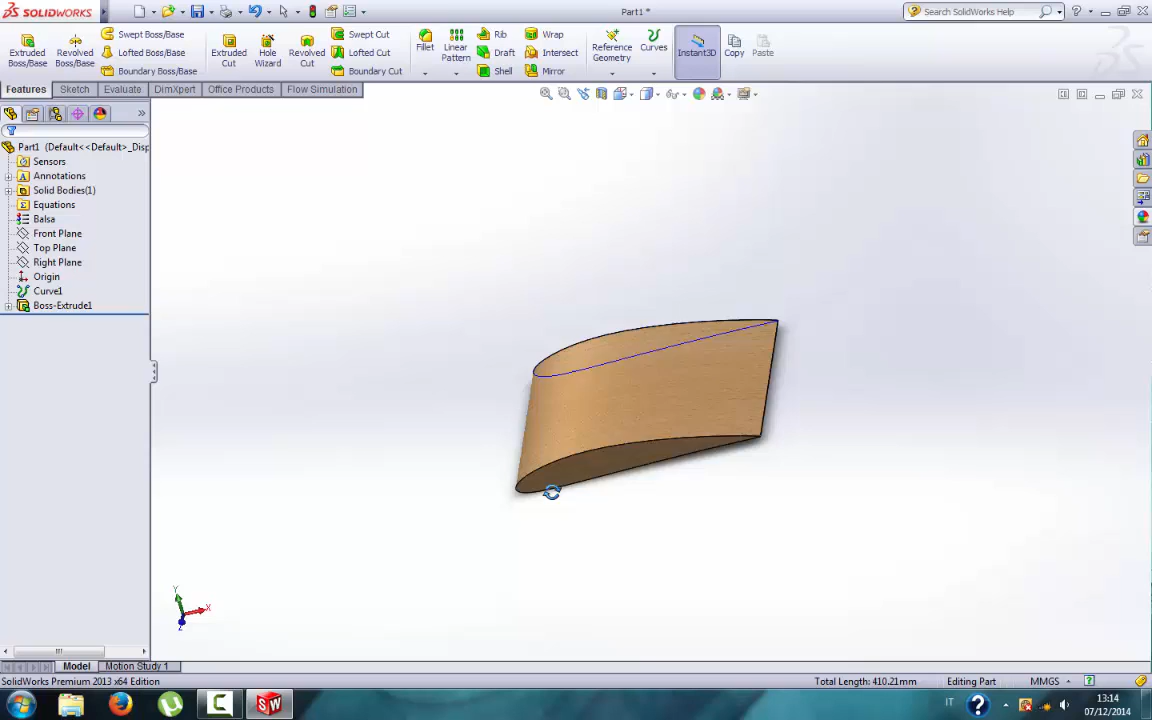 SOLIDWORKS
Part1 *
Search SolidWorks Help
Extruded Boss/Base
Revolved Boss/Base
Swept Boss/Base
Lofted Boss/Base
Boundary Boss/Base
Extruded Cut
Hole Wizard
Revolved Cut
Swept Cut
Lofted Cut
Boundary Cut
Fillet
Linear Pattern
Rib
Draft
Shell
Wrap
Intersect
Mirror
Reference Geometry
Curves
Instant3D
Copy
Paste
Features Sketch Evaluate DimXpert Office Products Flow Simulation
Part1 (Default<<Default>_Disp
Sensors
Annotations
Solid Bodies(1)
Equations
Balsa
Front Plane
Top Plane
Right Plane
Origin
Curve1
Boss-Extrude1
Y
X
Z
Model Motion Study 1
SolidWorks Premium 2013 x64 Edition Total Length: 410.21mm Editing Part MMGS
IT
13:14
07/12/2014